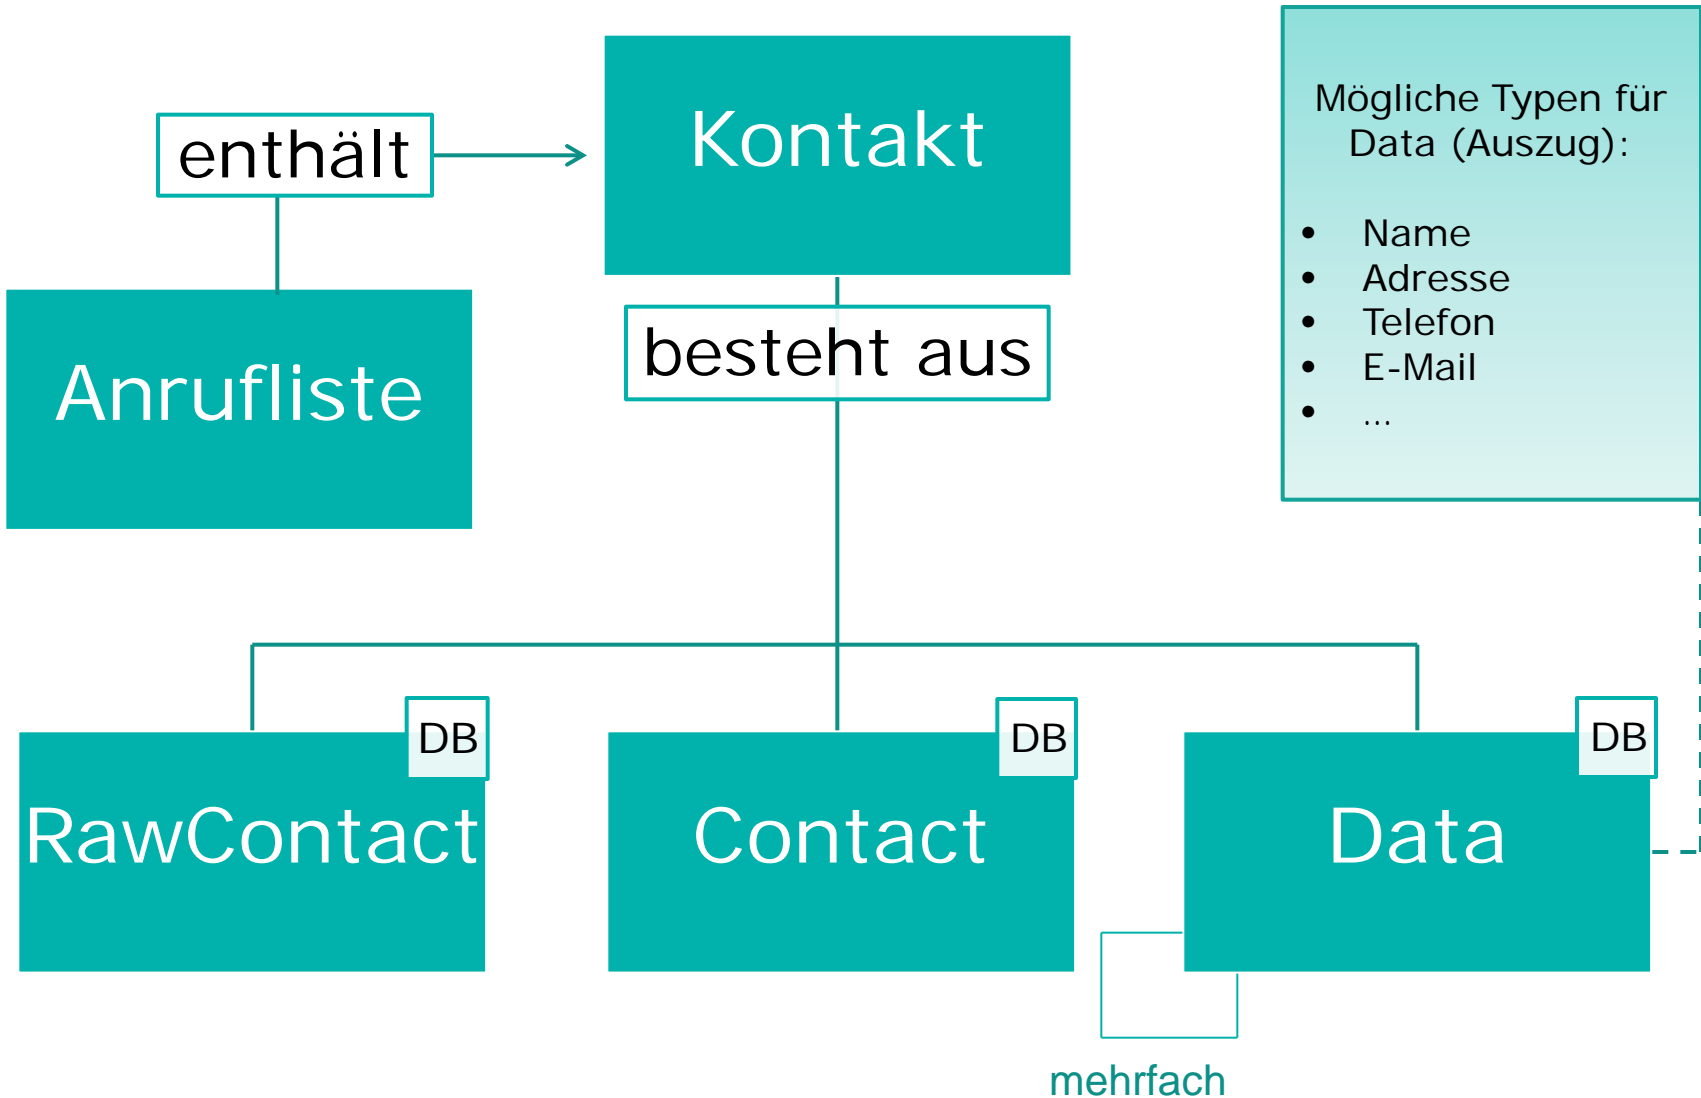 Kontakt
enthält
Anrufliste
besteht aus
Mögliche Typen für
Data (Auszug):
• Name
• Adresse
• Telefon
• E-Mail
• ...
DB
RawContact
DB
Contact
DB
Data
mehrfach